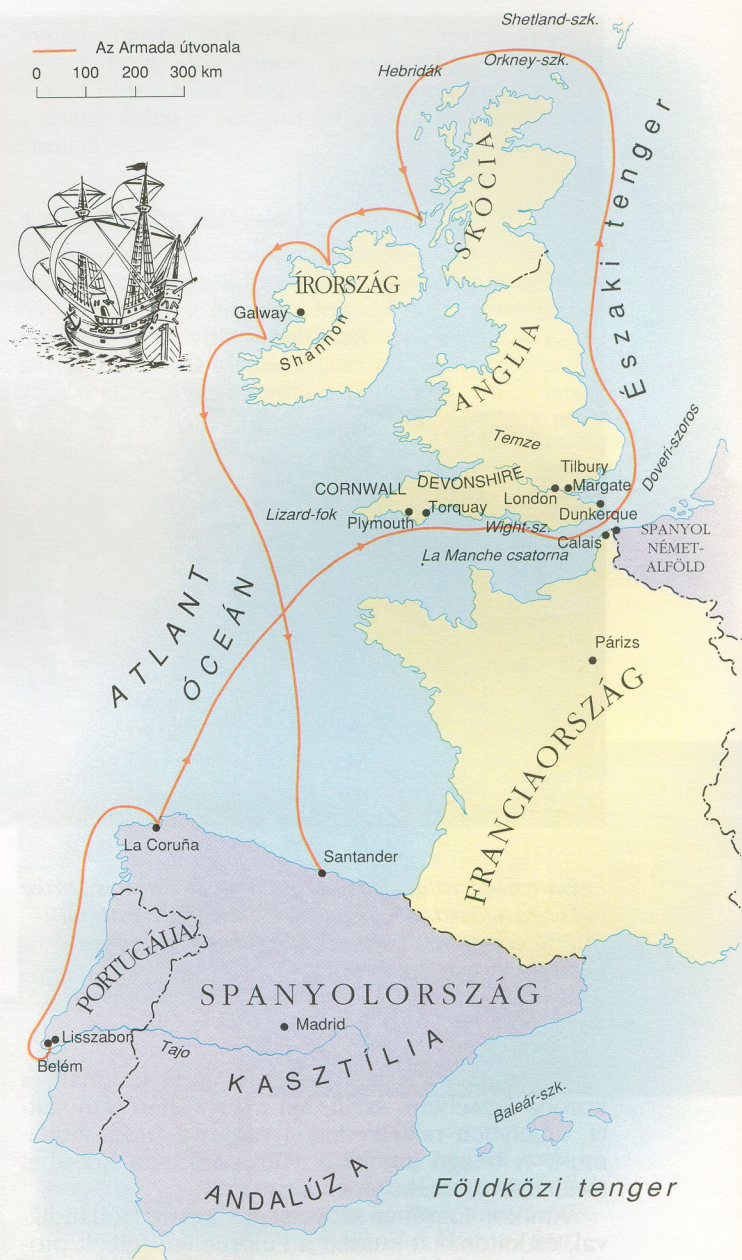 Shetland-szk.
Az Armada útvonala
0 100 200 300 km
Orkney-szk.
Hebridák
Északi tenger
SKÓCIA
ÍRORSZÁG
Galway
Shannon
ANGLIA
Temze
Doveri-szoros
Tilbury
CORNWALL
DEVONSHIRE
London
Margate
Lizard-fok
Plymouth
Torquay
Wight-sz.
Dunkerque
Calais
SPANYOL
NÉMET-
ALFÖLD
La Manche csatorna
ATLANT
ÓCEÁN
Párizs
FRANCIAORSZÁG
La Coruña
Santander
PORTUGÁLIA
SPANYOLORSZÁG
Madrid
Lisszabon
Belém
Tajo
KASZTÍLIA
Baleár-szk.
ANDALÚZ A
Földközi tenger